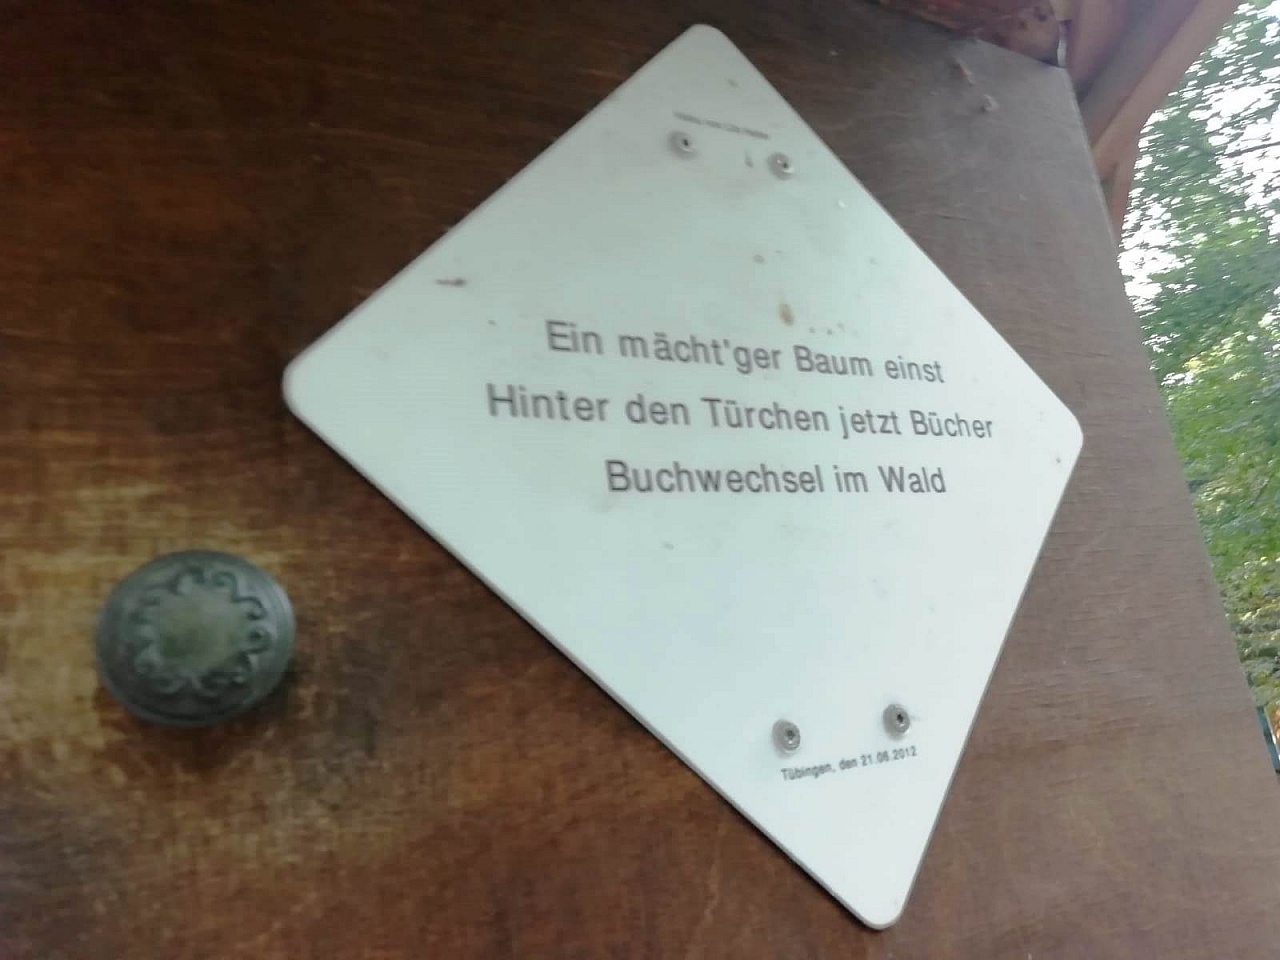 Ein mächt'ger Baum einst
Hinter den Türchen jetzt Bücher
Buchwechsel im Wald
Tübingen, den 21.06.2012